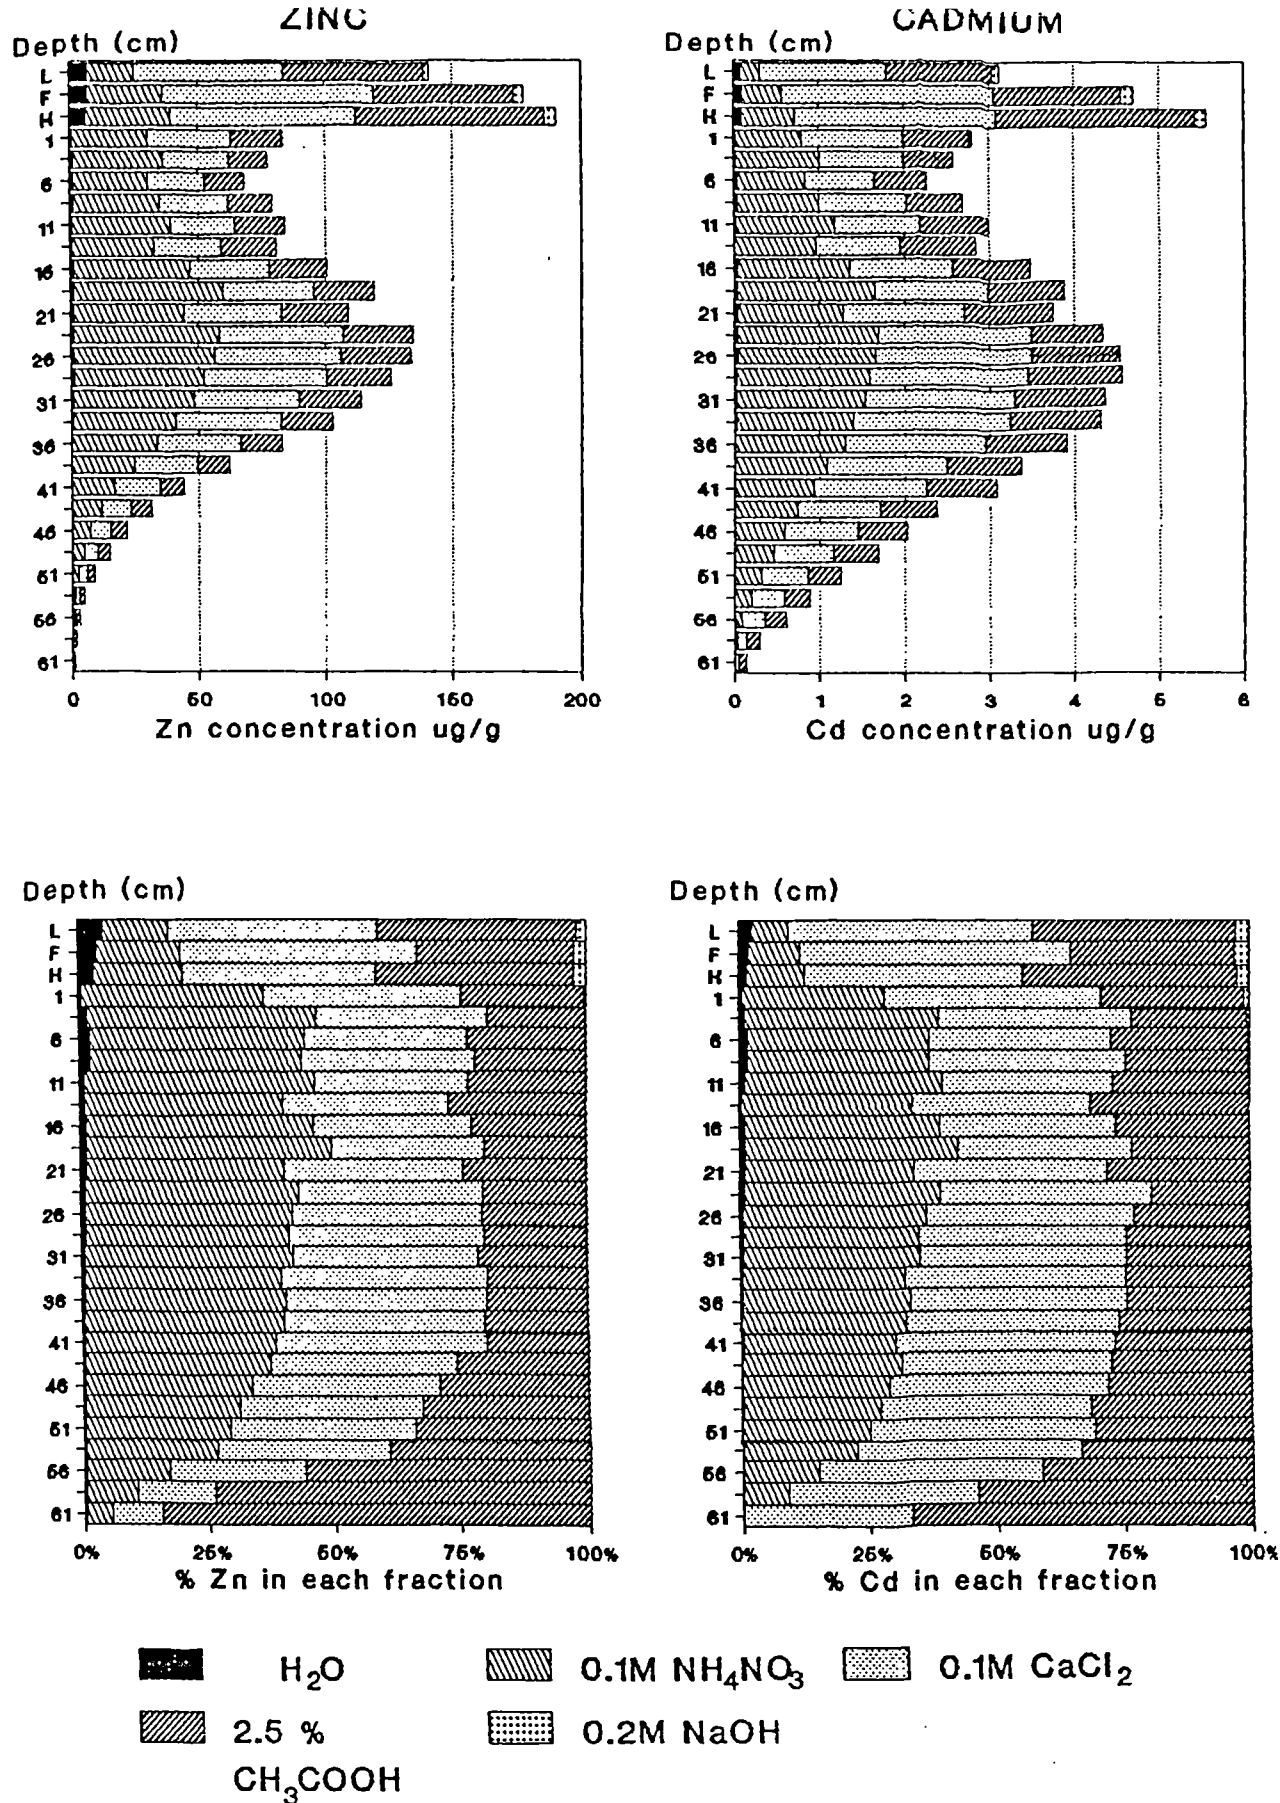 ZINC
Depth (cm)
L
F
H
1
6
11
16
21
26
31
36
41
46
51
56
61
0 50 100 150 200
Zn concentration ug/g
CADMIUM
Depth (cm)
L
F
H
1
6
11
16
21
26
31
36
41
46
51
56
61
0 1 2 3 4 5 6
Cd concentration ug/g
Depth (cm)
L
F
H
1
6
11
16
21
26
31
36
41
46
51
56
61
0% 25% 50% 75% 100%
% Zn in each fraction
Depth (cm)
L
F
H
1
6
11
16
21
26
31
36
41
46
51
56
61
0% 25% 50% 75% 100%
% Cd in each fraction
H₂O 0.1M NH₄NO₃ 0.1M CaCl₂
2.5 % 0.2M NaOH
CH₃COOH